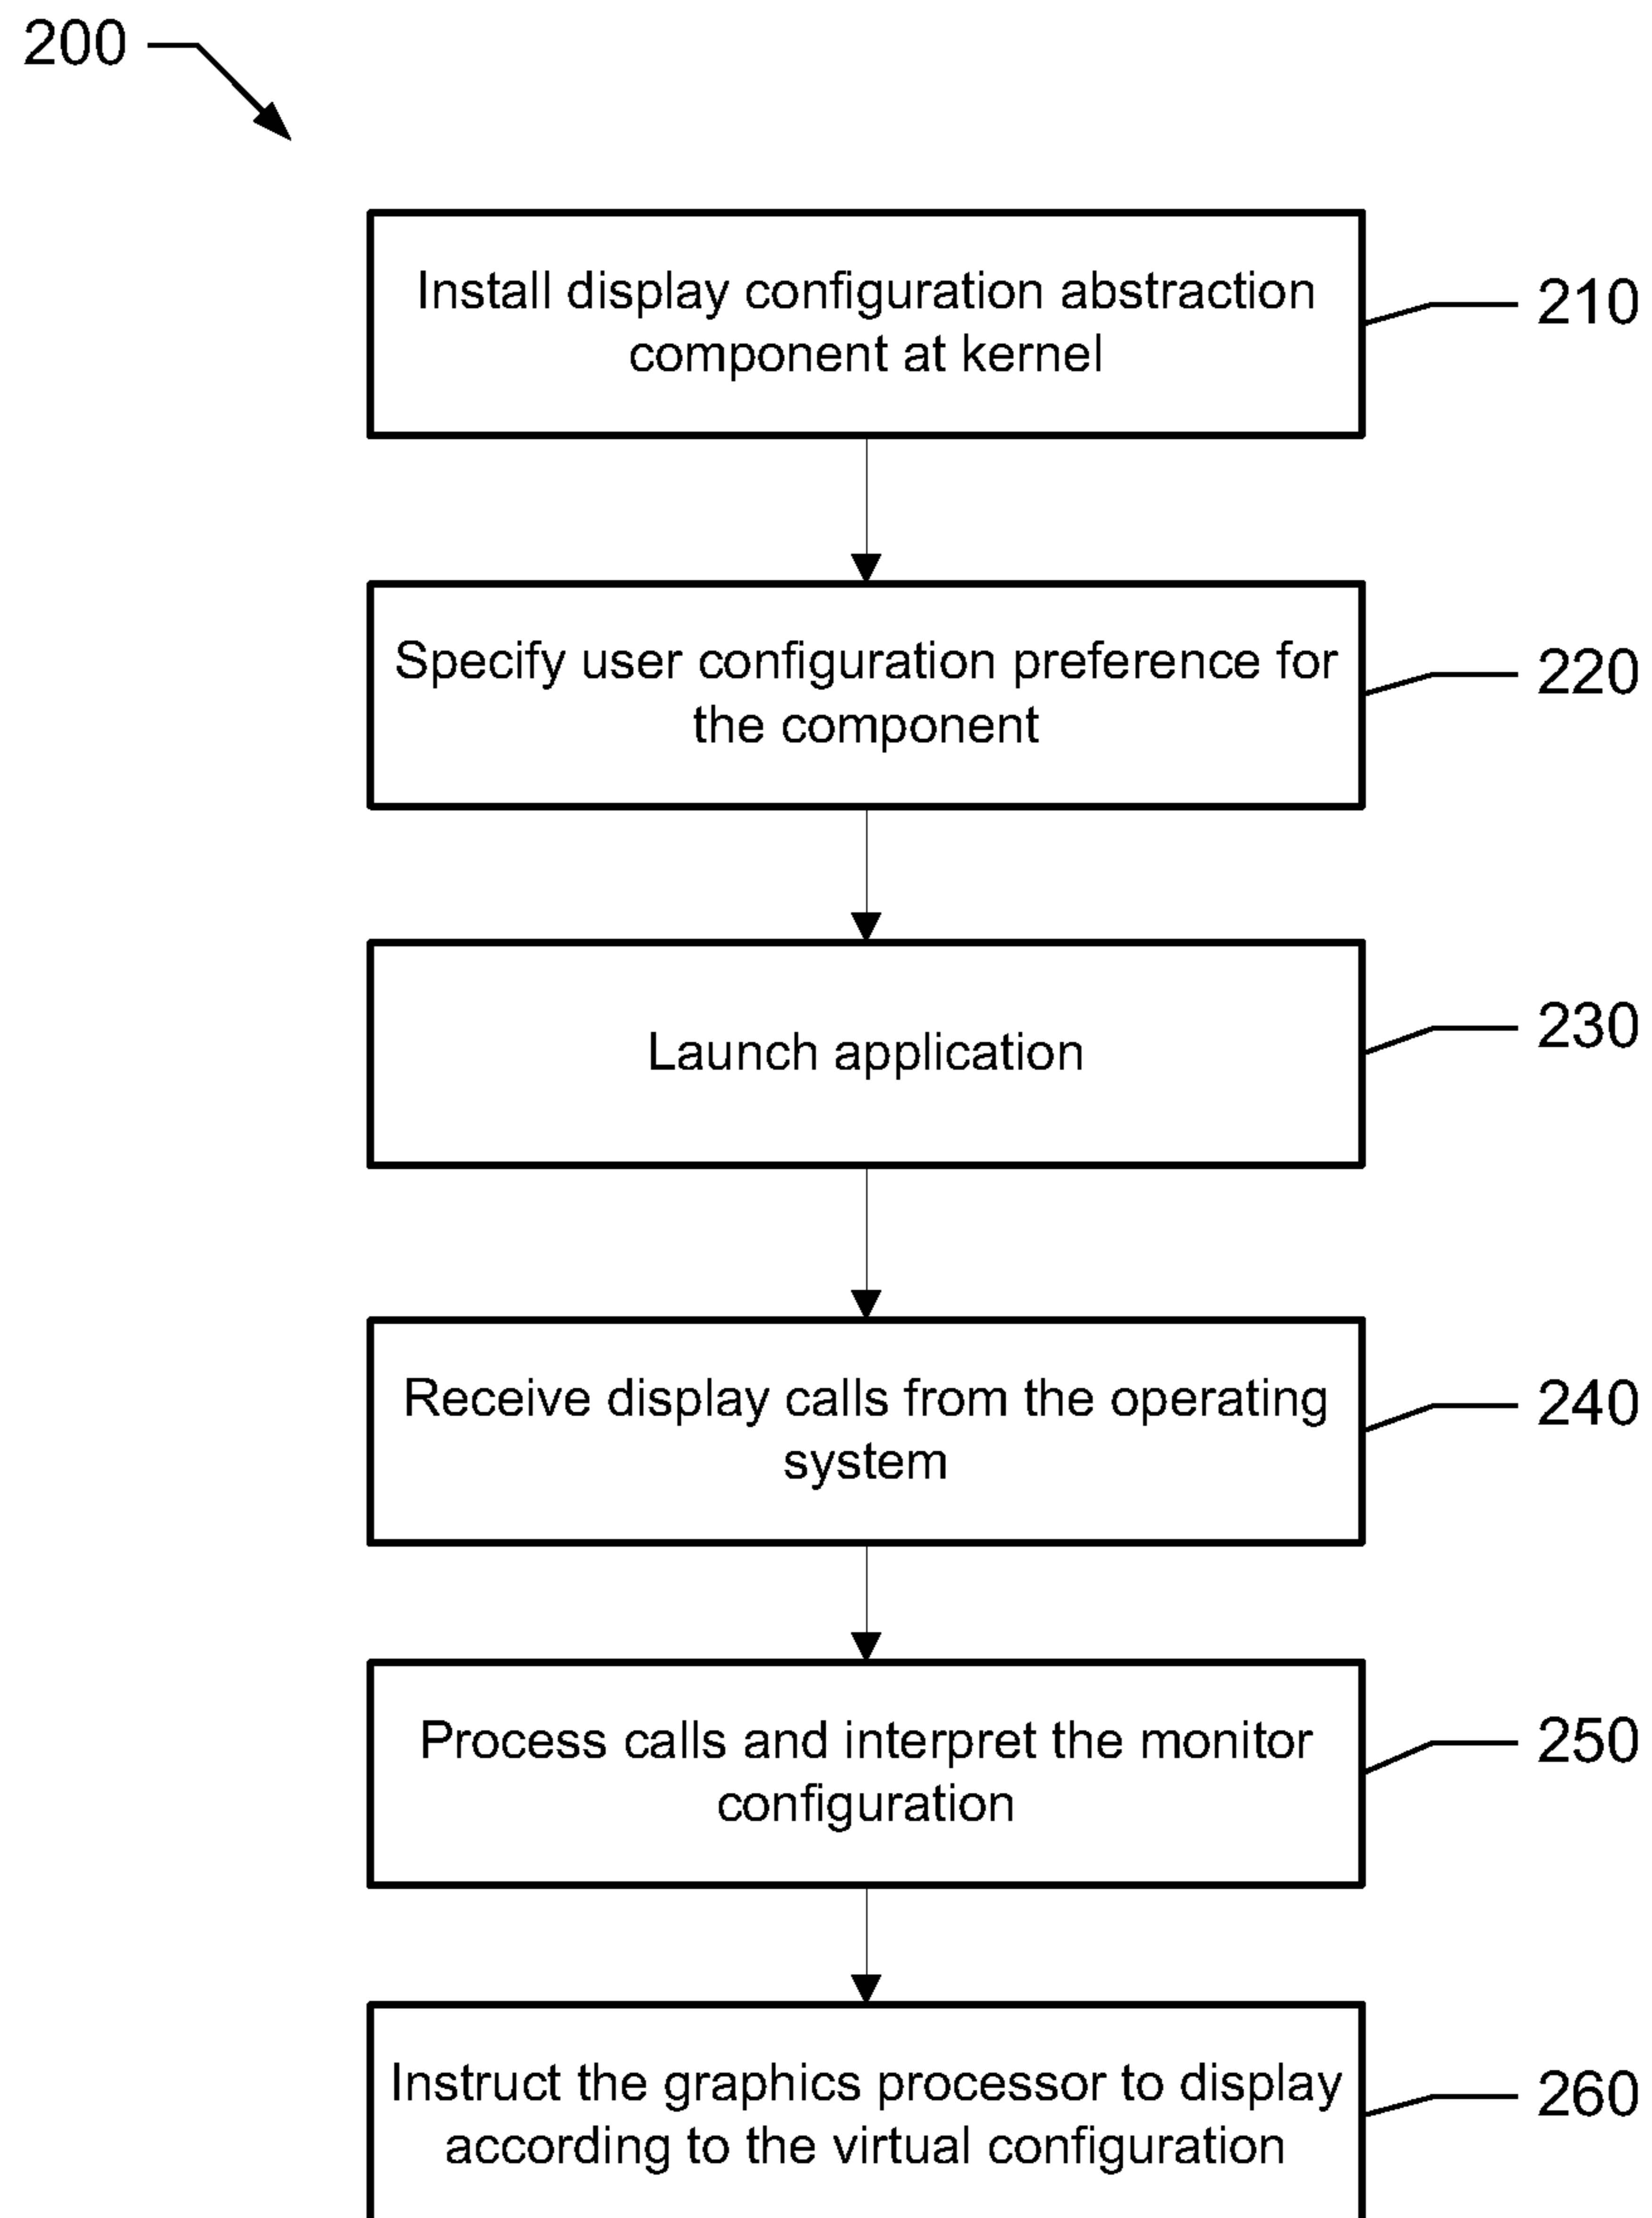 200
Install display configuration abstraction
component at kernel
210
Specify user configuration preference for
the component
220
Launch application
230
Receive display calls from the operating
system
240
Process calls and interpret the monitor
configuration
250
Instruct the graphics processor to display
according to the virtual configuration
260